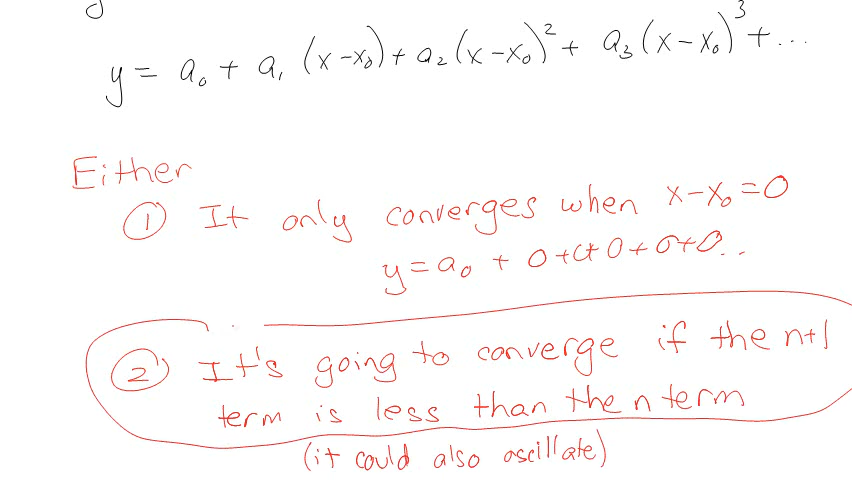 y = a₀ + a₁ (x-x₀) + a₂ (x-x₀)² + a₃ (x-x₀)³ + ...
Either
① It only converges when x-x₀=0
y=a₀ + 0+0+0+0+0...
② It's going to converge if the n+1
term is less than the n term
(it could also oscillate)